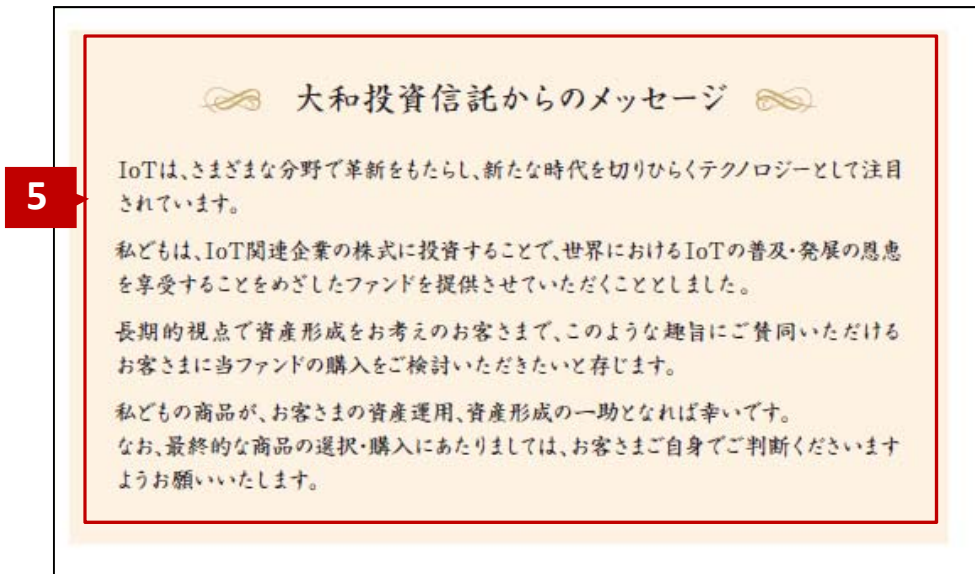 大和投資信託からのメッセージ
5
IoTは、さまざまな分野で革新をもたらし、新たな時代を切りひらくテクノロジーとして注目
されています。
私どもは、IoT関連企業の株式に投資することで、世界におけるIoTの普及・発展の恩恵
を享受することをめざしたファンドを提供させていただくこととしました。
長期的視点で資産形成をお考えのお客さまで、このような趣旨にご賛同いただける
お客さまに当ファンドの購入をご検討いただきたいと存じます。
私どもの商品が、お客さまの資産運用、資産形成の一助となれば幸いです。
なお、最終的な商品の選択・購入にあたりましては、お客さまご自身でご判断くださいます
ようお願いいたします。